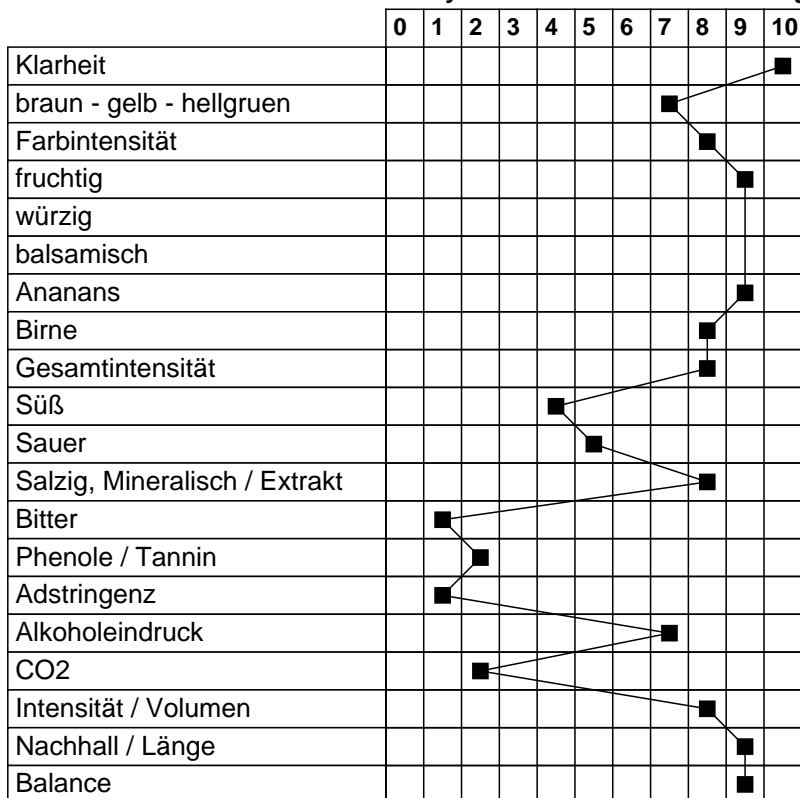 0 1 2 3 4 5 6 7 8 9 10
Klarheit
braun - gelb - hellgruen
Farbintensität
fruchtig
würzig
balsamisch
Ananans
Birne
Gesamtintensität
Süß
Sauer
Salzig, Mineralisch / Extrakt
Bitter
Phenole / Tannin
Adstringenz
Alkoholeindruck
CO2
Intensität / Volumen
Nachhall / Länge
Balance